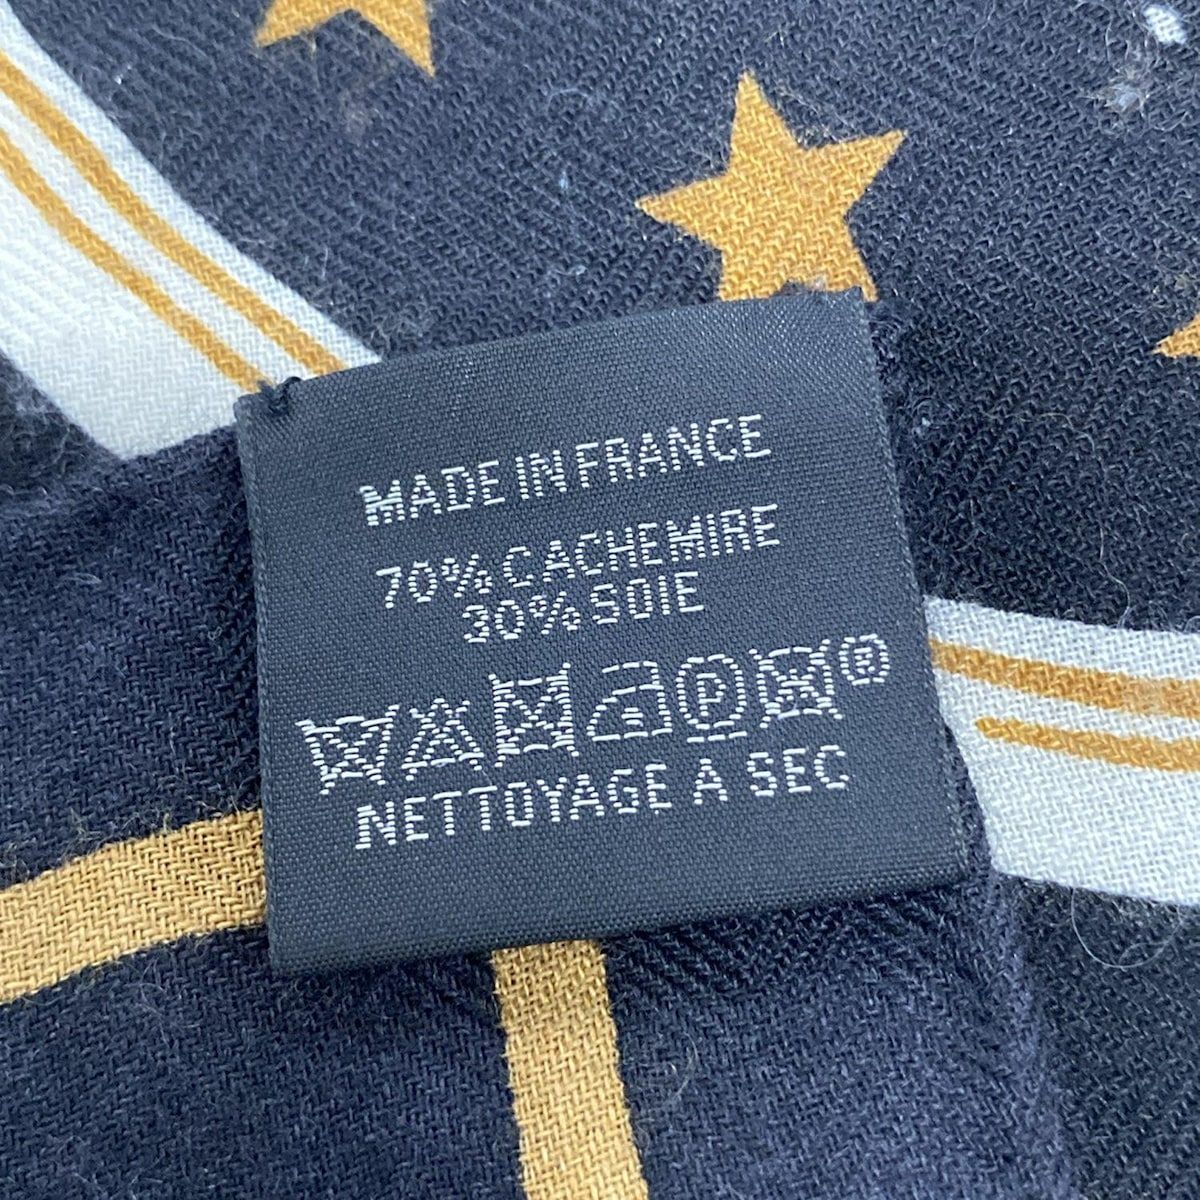 MADE IN FRANCE
70% CACHEMIRE
30% SOIE
P ®
NETTOYAGE A SEC